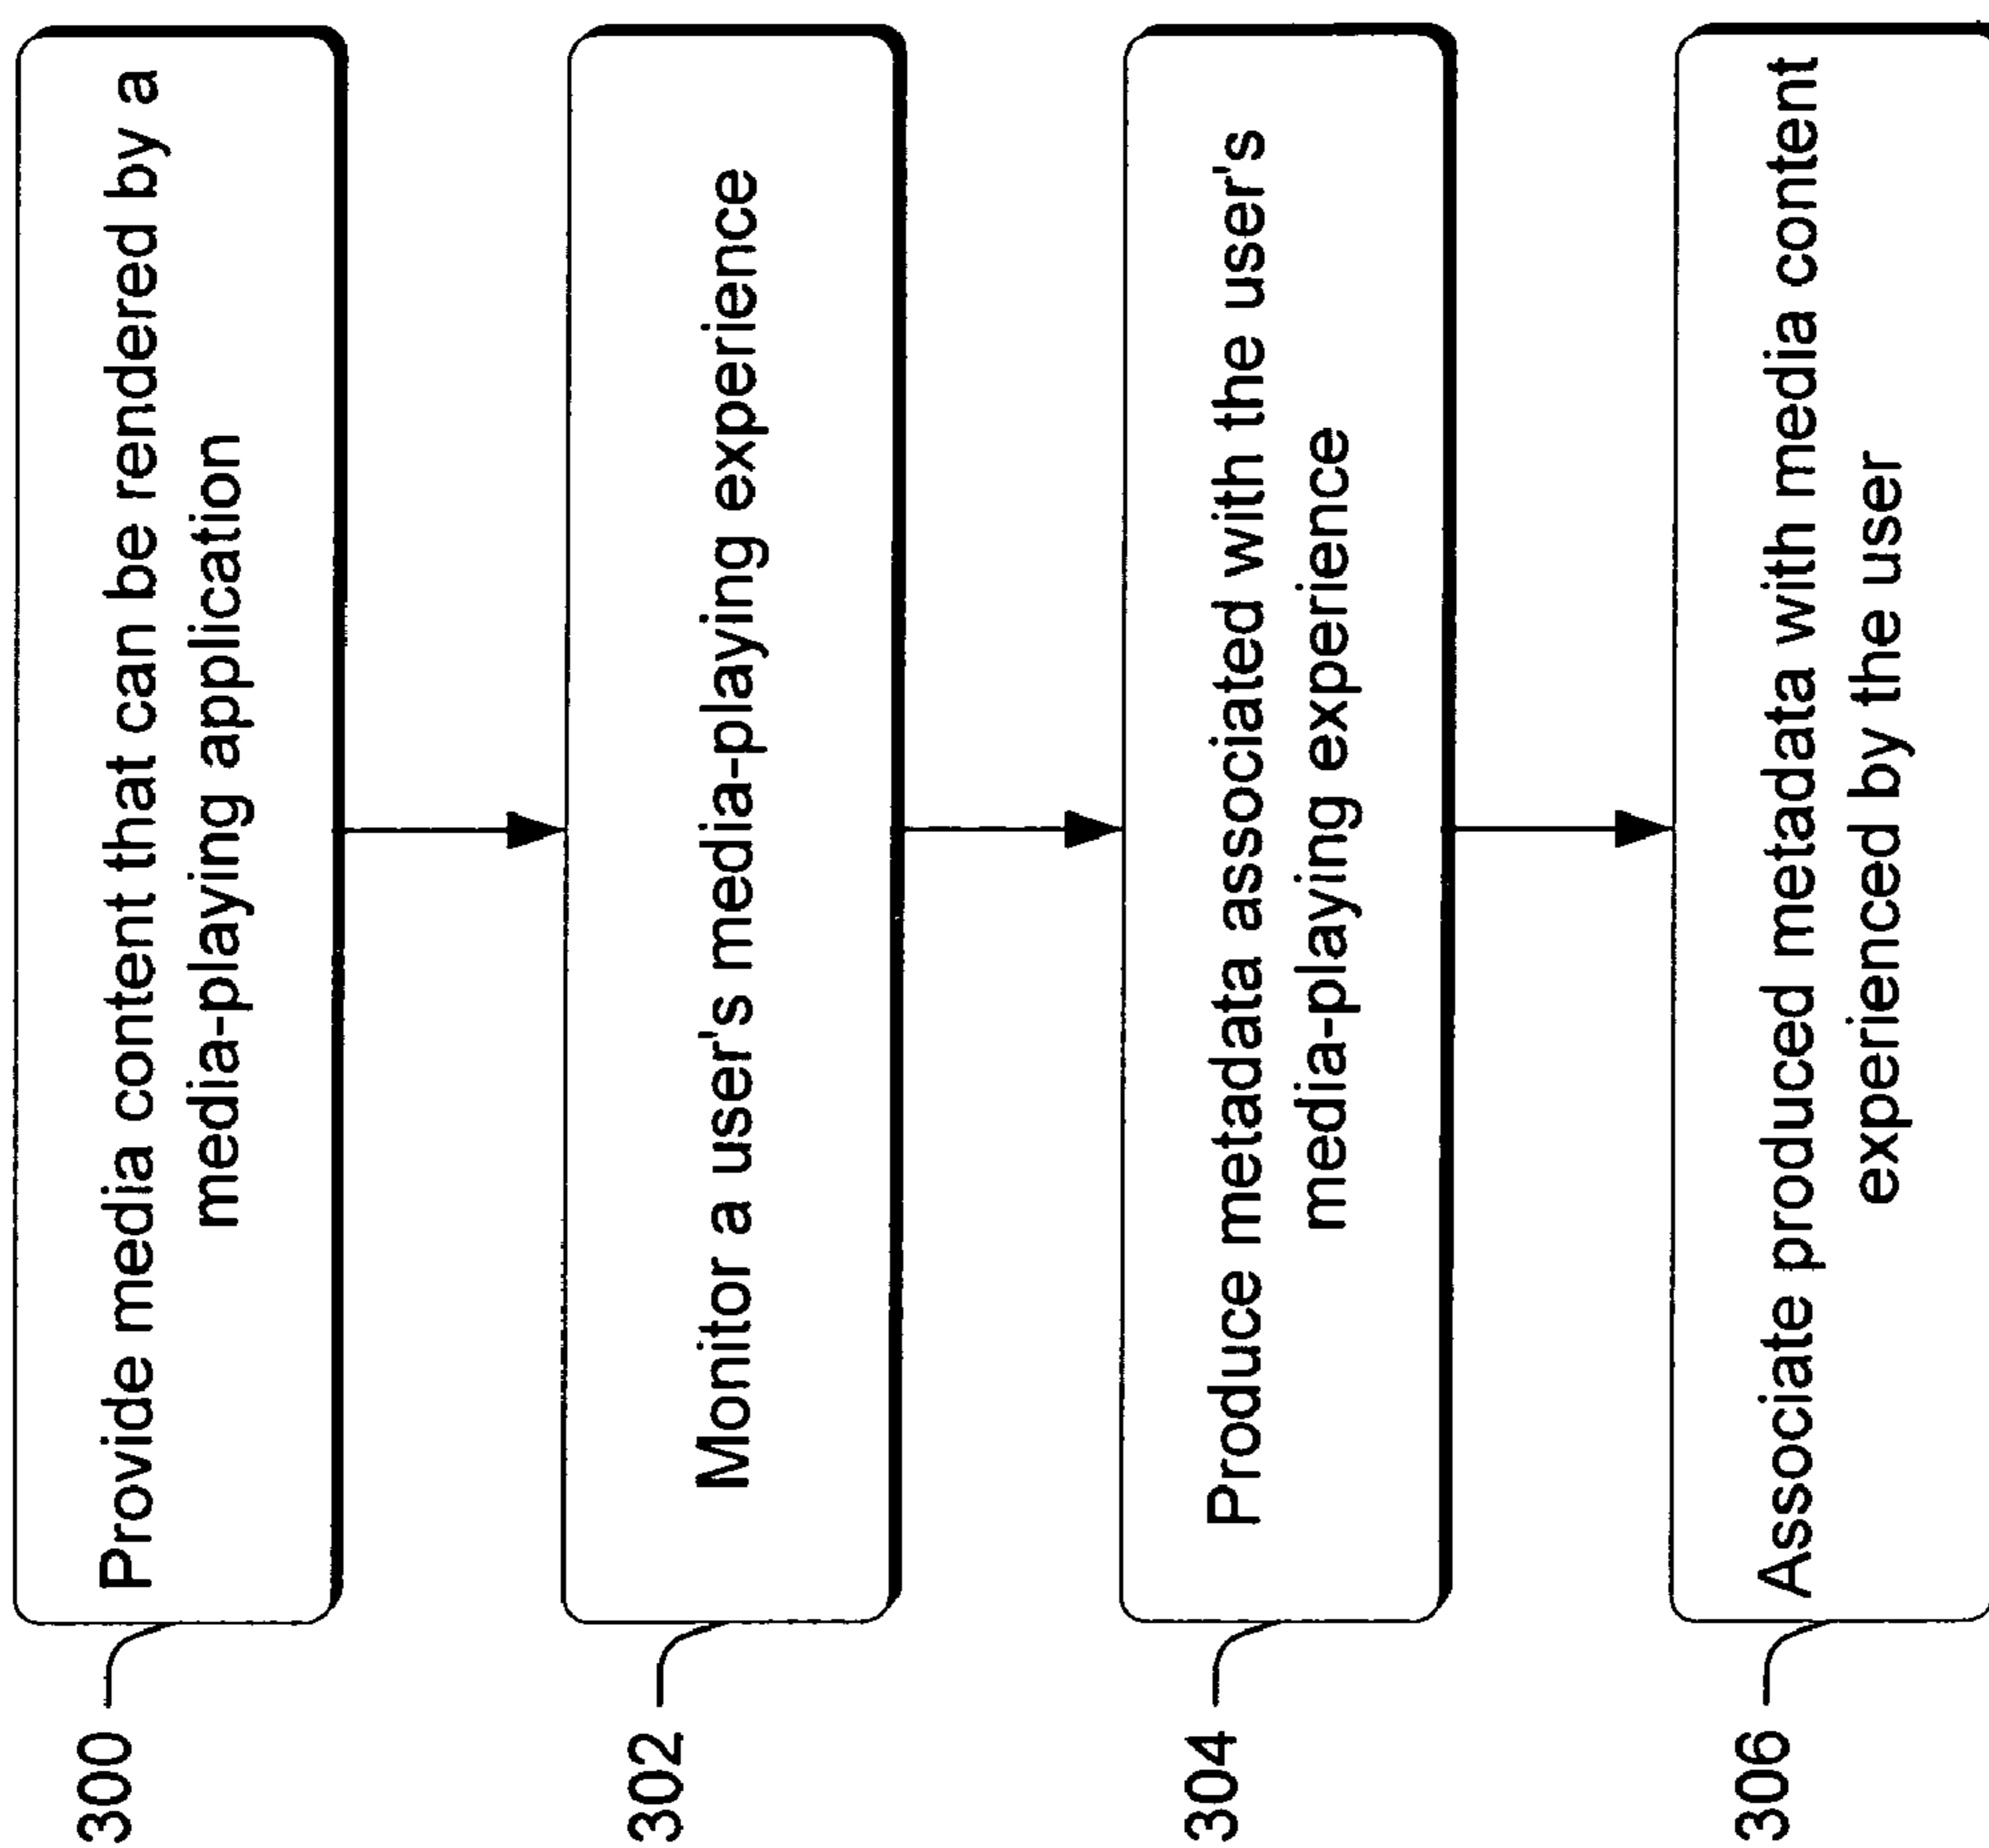 300
Provide media content that can be rendered by a
media-playing application
302
Monitor a user's media-playing experience
304
Produce metadata associated with the user's
media-playing experience
306
Associate produced metadata with media content
experienced by the user